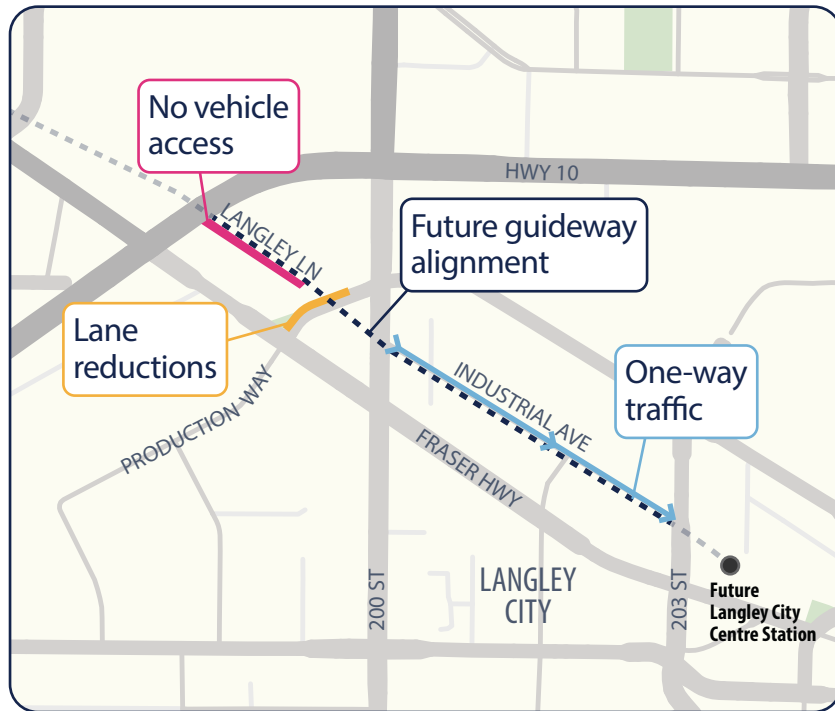 No vehicle
access
HWY 10
LANGLEY LN
Future guideway
alignment
Lane
reductions
INDUSTRIAL AVE
One-way
traffic
PRODUCTION WAY
FRASER HWY
200 ST
LANGLEY
CITY
203 ST
Future
Langley City
Centre Station